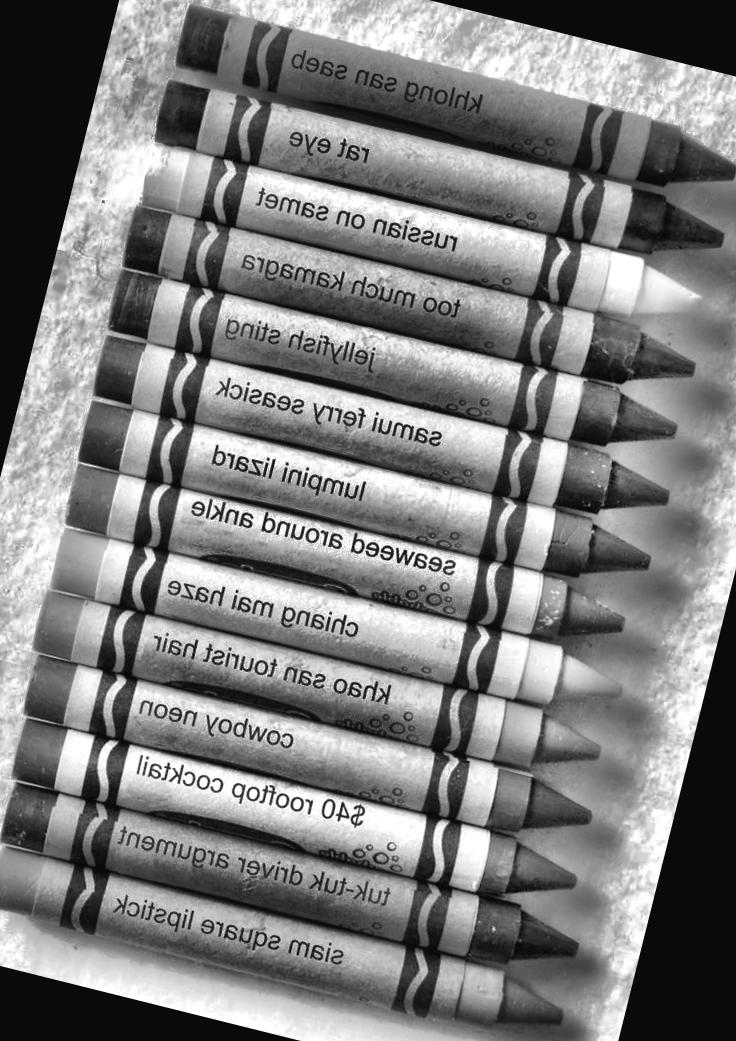 khlong san saeb
rat eye
russian on samet
too much kamagra
jellyfish sting
samui ferry seasick
lumpini lizard
seaweed around ankle
chiang mai haze
khao san tourist hair
cowboy neon
$40 rooftop cocktail
tuk-tuk driver argument
siam square lipstick